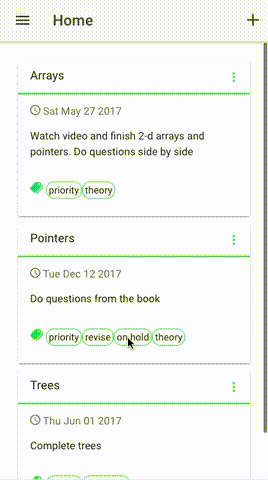 Home
Arrays
Sat May 27 2017
Watch video and finish 2-d arrays and
pointers. Do questions side by side
priority theory
Pointers
Tue Dec 12 2017
Do questions from the book
priority revise on hold theory
Trees
Thu Jun 01 2017
Complete trees